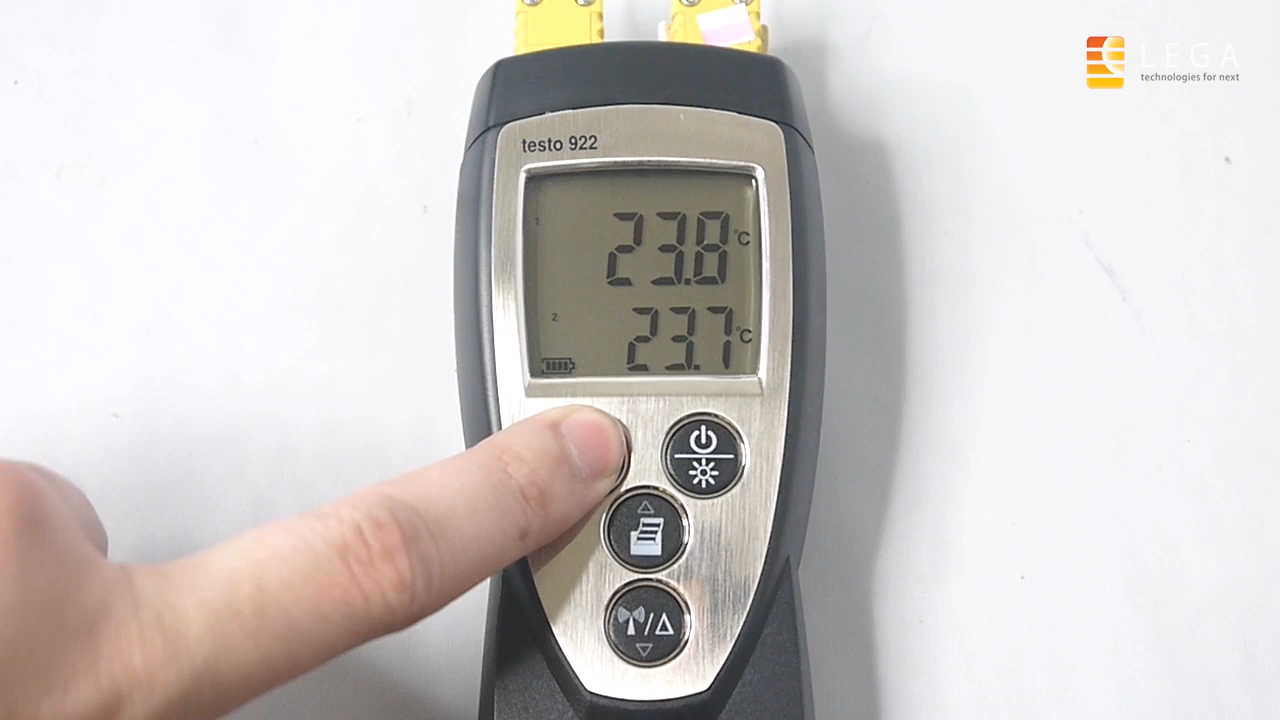 LEGA
technologies for next
testo 922
1
23.8 °C
2
23.7 °C
/Δ